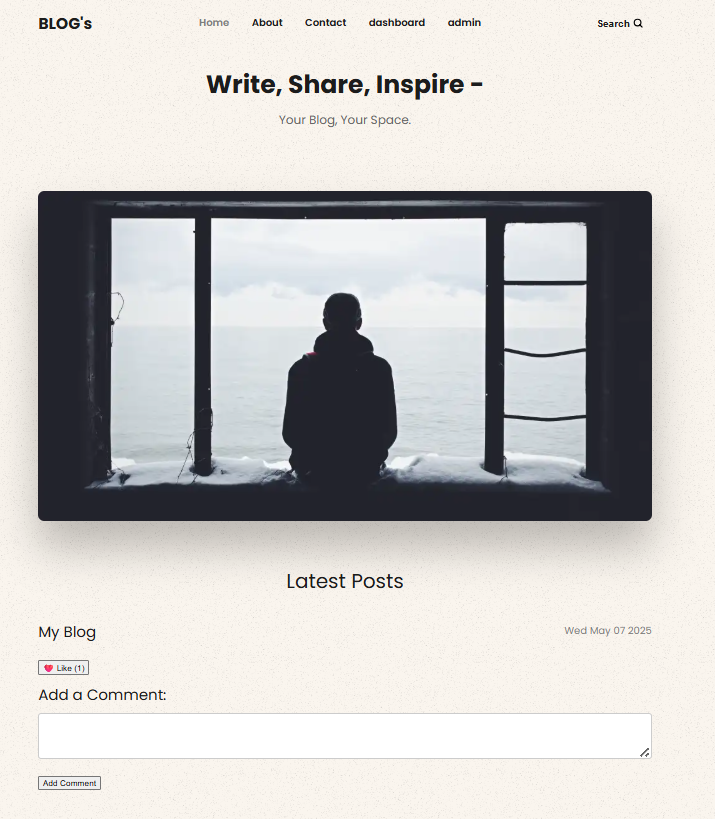 BLOG's Home About Contact dashboard admin Search
Write, Share, Inspire -
Your Blog, Your Space.
Latest Posts
My Blog Wed May 07 2025
Like (1)
Add a Comment:
Add Comment